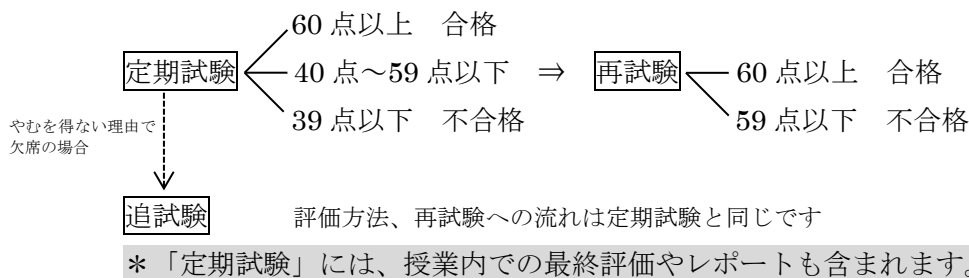 60 点以上 合格
定期試験 40 点~59 点以下 ⇒ 再試験 60 点以上 合格
39 点以下 不合格 59 点以下 不合格
やむを得ない理由で
欠席の場合
追試験 評価方法、再試験への流れは定期試験と同じです
*「定期試験」には、授業内での最終評価やレポートも含まれます。